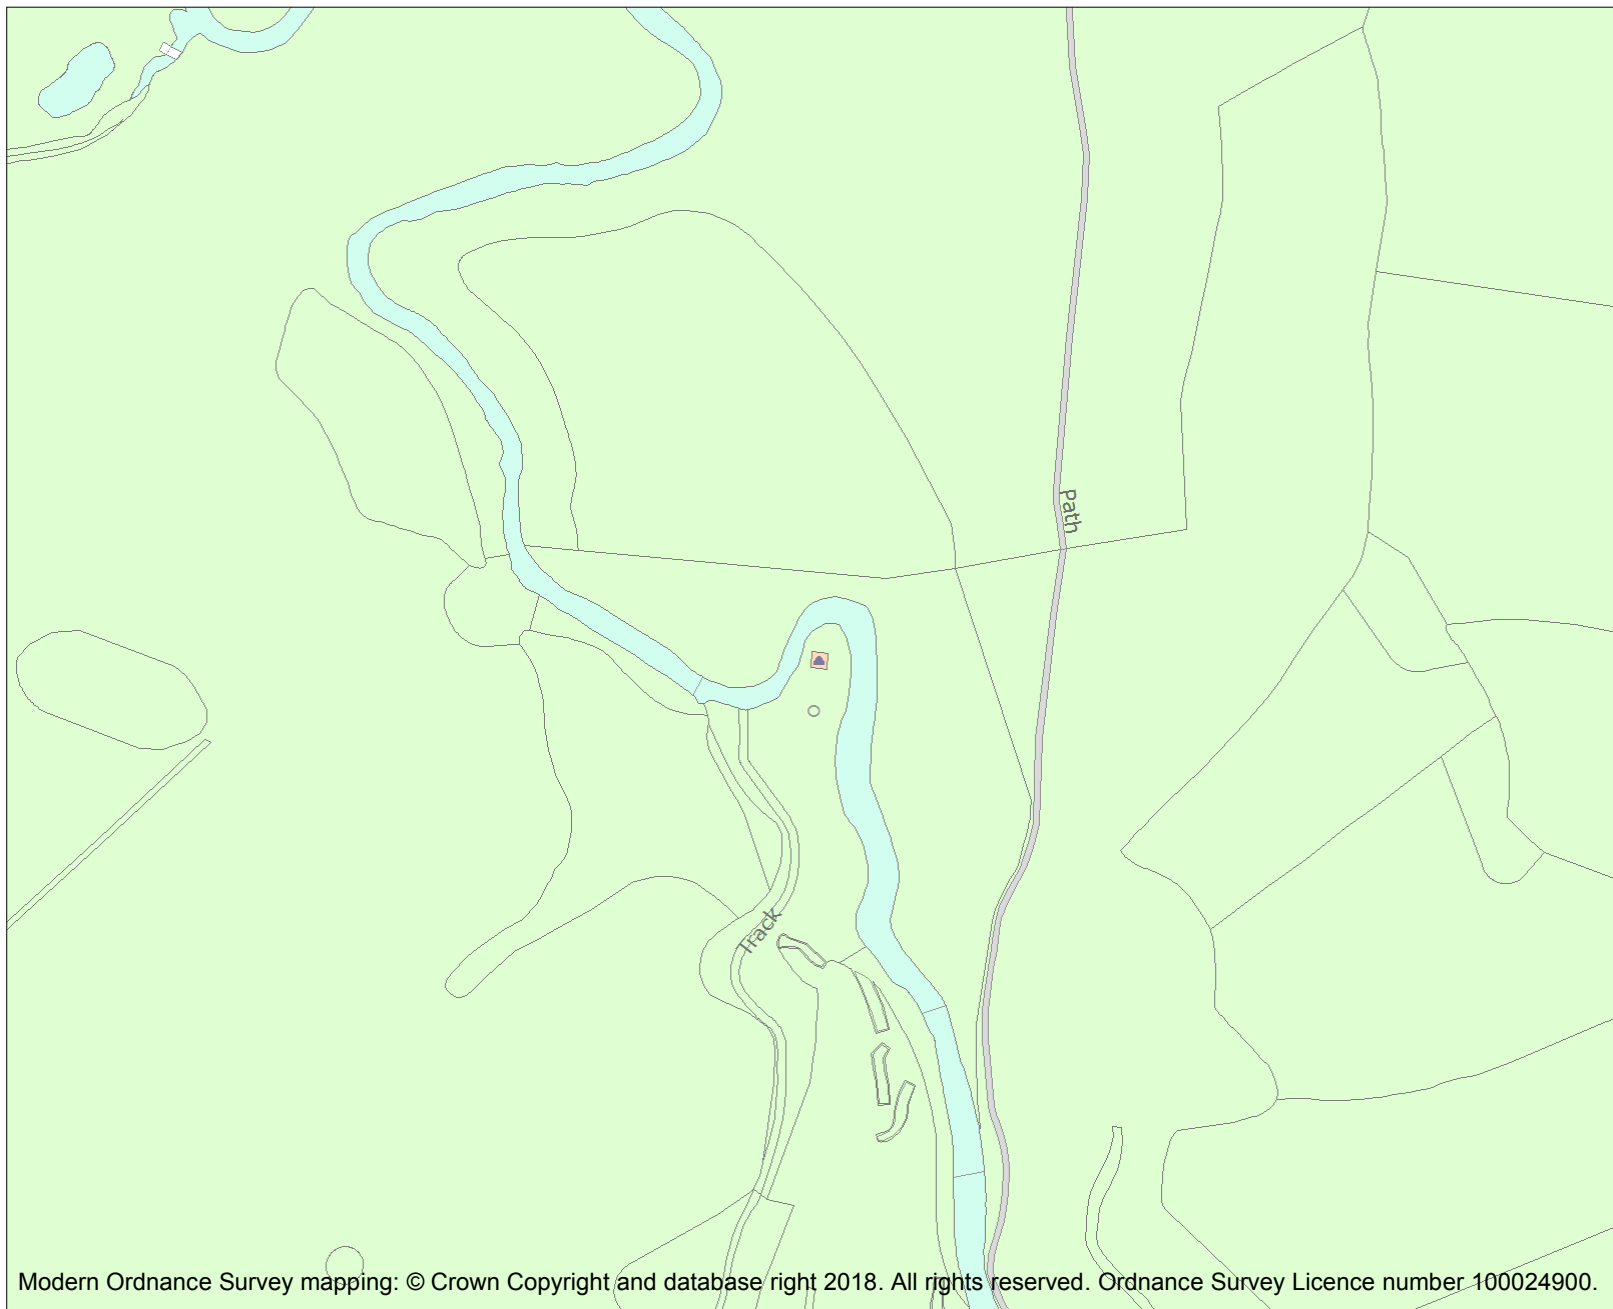 Path
Track
Modern Ordnance Survey mapping: © Crown Copyright and database right 2018. All rights reserved. Ordnance Survey Licence number 100024900.